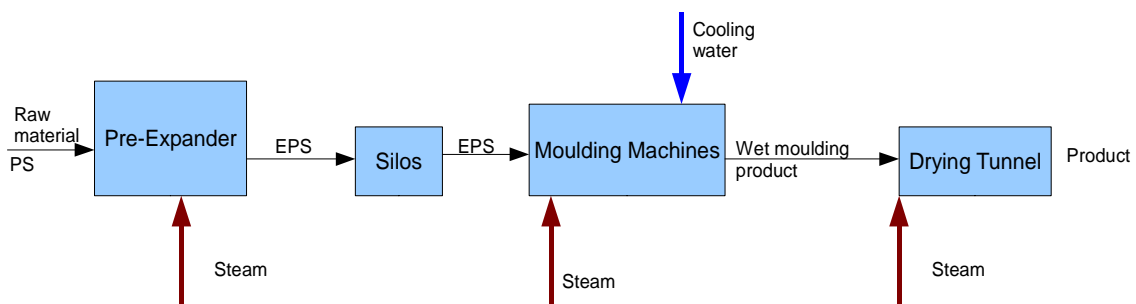 Cooling
water
Raw
material
PS
Pre-Expander
EPS
Silos
EPS
Moulding Machines
Wet moulding
product
Drying Tunnel
Product
Steam
Steam
Steam